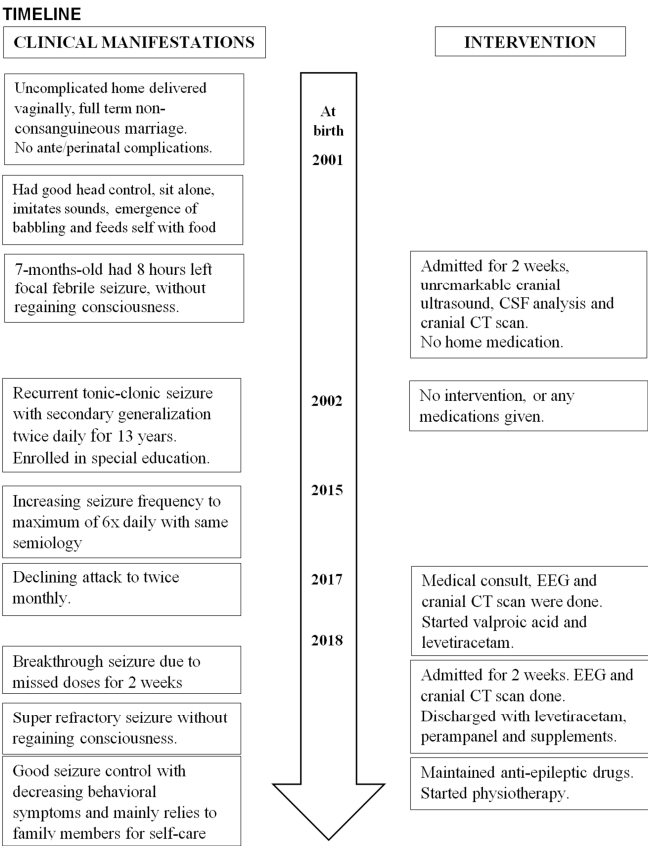 TIMELINE
CLINICAL MANIFESTATIONS
INTERVENTION
Uncomplicated home delivered
vaginally, full term non-
consanguineous marriage.
No ante/perinatal complications.
At
birth
2001
Had good head control, sit alone,
imitates sounds, emergence of
babbling and feeds self with food
7-months-old had 8 hours left
focal febrile seizure, without
regaining consciousness.
Admitted for 2 weeks,
unremarkable cranial
ultrasound, CSF analysis and
cranial CT scan.
No home medication.
Recurrent tonic-clonic seizure
with secondary generalization
twice daily for 13 years.
Enrolled in special education.
2002
No intervention, or any
medications given.
2015
Increasing seizure frequency to
maximum of 6x daily with same
semiology
Declining attack to twice
monthly.
2017
Medical consult, EEG and
cranial CT scan were done.
Started valproic acid and
levetiracetam.
2018
Breakthrough seizure due to
missed doses for 2 weeks
Admitted for 2 weeks. EEG and
cranial CT scan done.
Discharged with levetiracetam,
perampanel and supplements.
Super refractory seizure without
regaining consciousness.
Good seizure control with
decreasing behavioral
symptoms and mainly relies to
family members for self-care
Maintained anti-epileptic drugs.
Started physiotherapy.